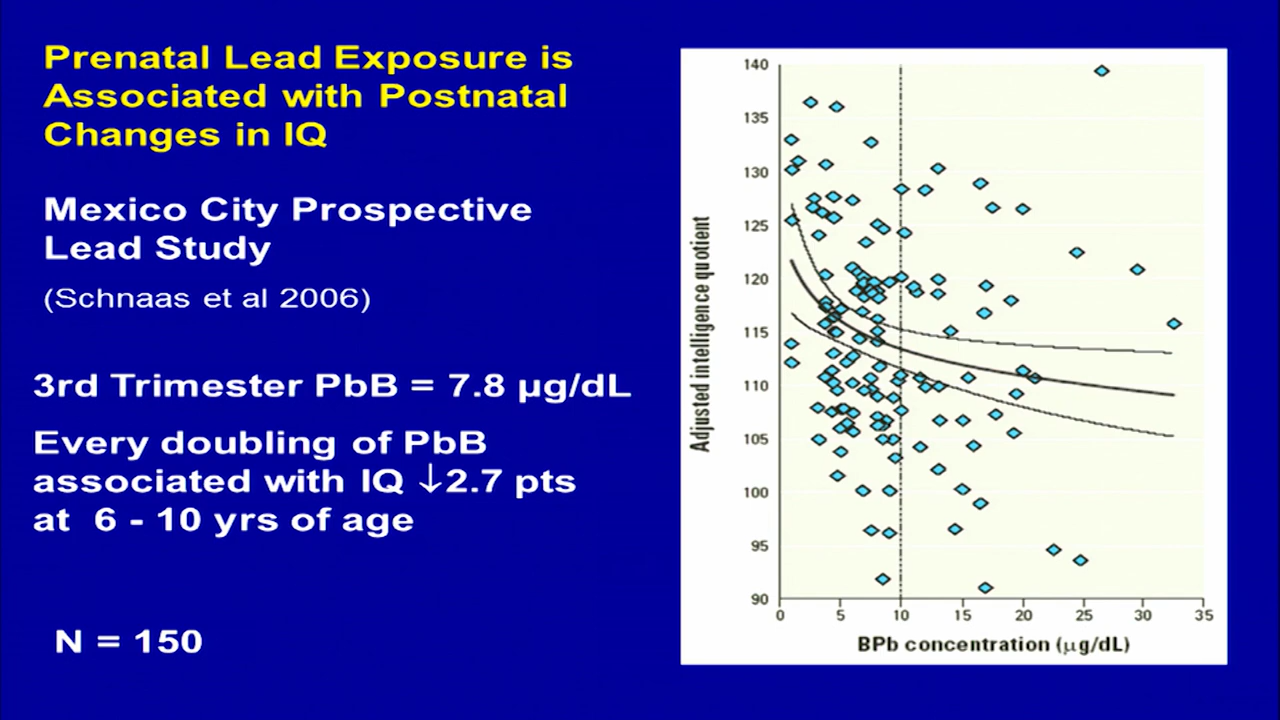 Prenatal Lead Exposure is
Associated with Postnatal
Changes in IQ
Mexico City Prospective
Lead Study
(Schnaas et al 2006)
3rd Trimester PbB = 7.8 µg/dL
Every doubling of PbB
associated with IQ ↓2.7 pts
at 6 - 10 yrs of age
N = 150
Adjusted intelligence quotient
140
135
130
125
120
115
110
105
100
95
90
0 5 10 15 20 25 30 35
BPb concentration (µg/dL)